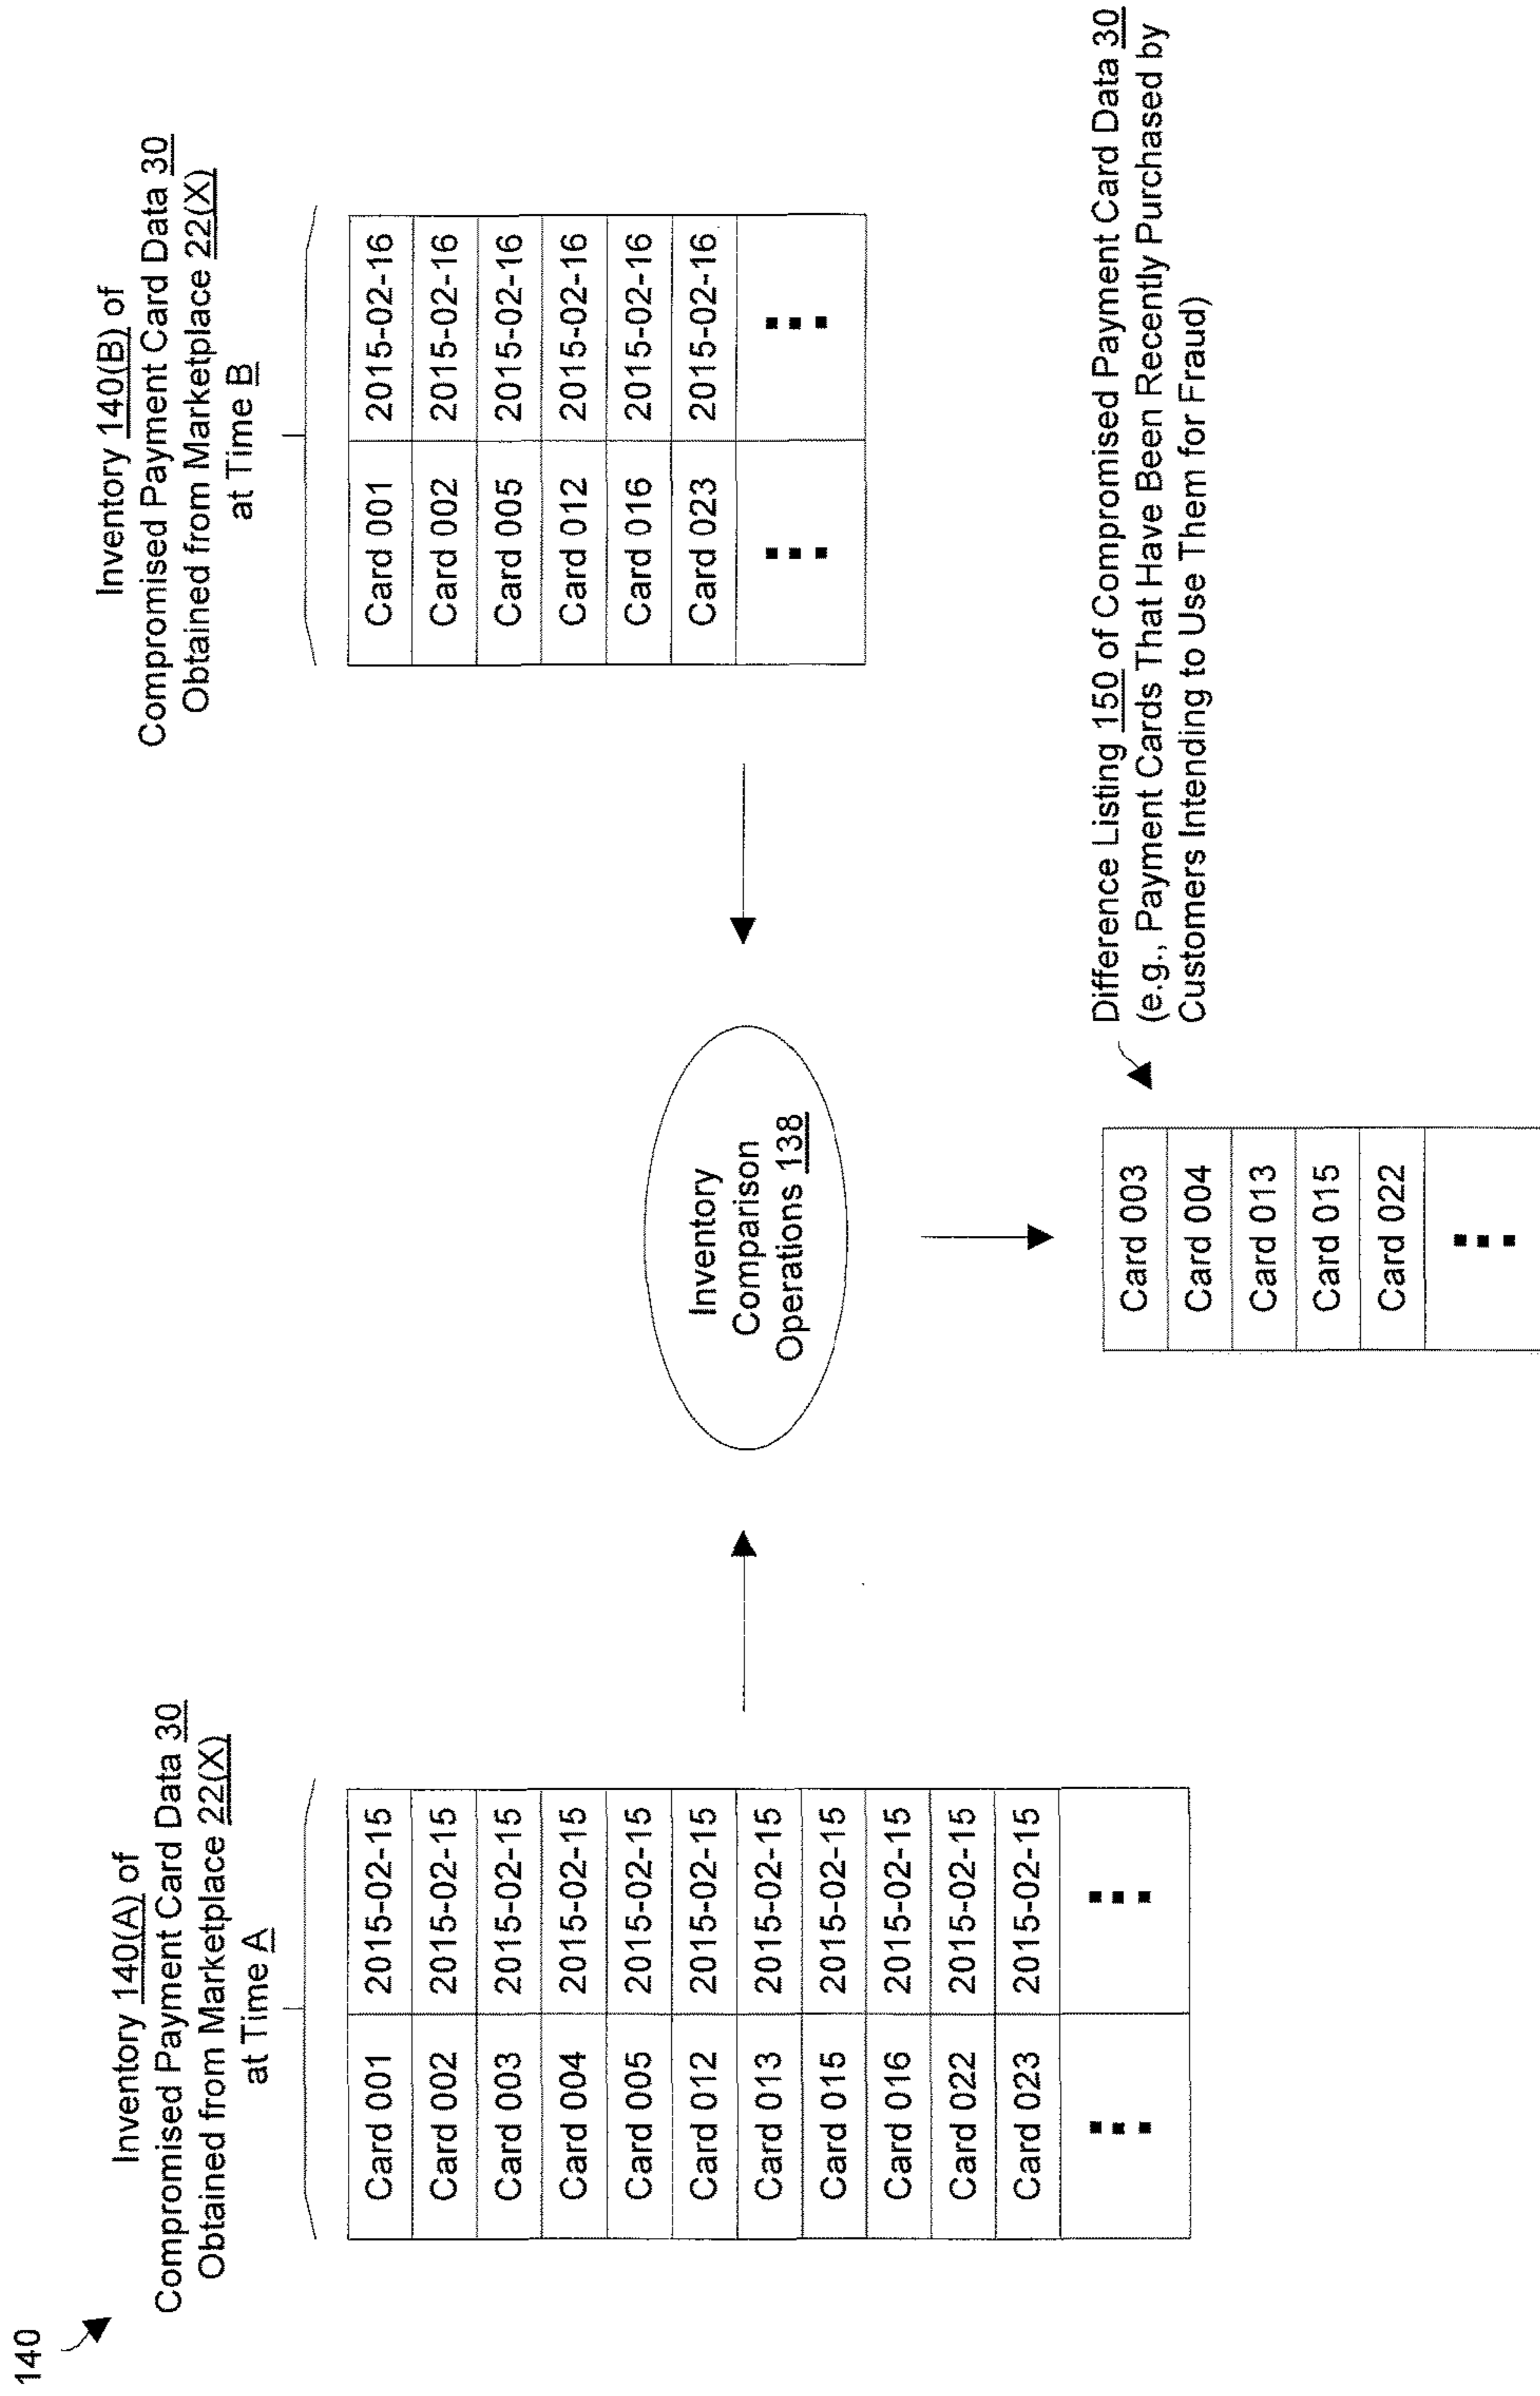 140
Inventory 140(A) of
Compromised Payment Card Data 30
Obtained from Marketplace 22(X)
at Time A
Card 001 2015-02-15
Card 002 2015-02-15
Card 003 2015-02-15
Card 004 2015-02-15
Card 005 2015-02-15
Card 012 2015-02-15
Card 013 2015-02-15
Card 015 2015-02-15
Card 016 2015-02-15
Card 022 2015-02-15
Card 023 2015-02-15
Inventory 140(B) of
Compromised Payment Card Data 30
Obtained from Marketplace 22(X)
at Time B
Card 001 2015-02-16
Card 002 2015-02-16
Card 005 2015-02-16
Card 012 2015-02-16
Card 016 2015-02-16
Card 023 2015-02-16
Inventory
Comparison
Operations 138
Card 003
Card 004
Card 013
Card 015
Card 022
Difference Listing 150 of Compromised Payment Card Data 30
(e.g., Payment Cards That Have Been Recently Purchased by
Customers Intending to Use Them for Fraud)